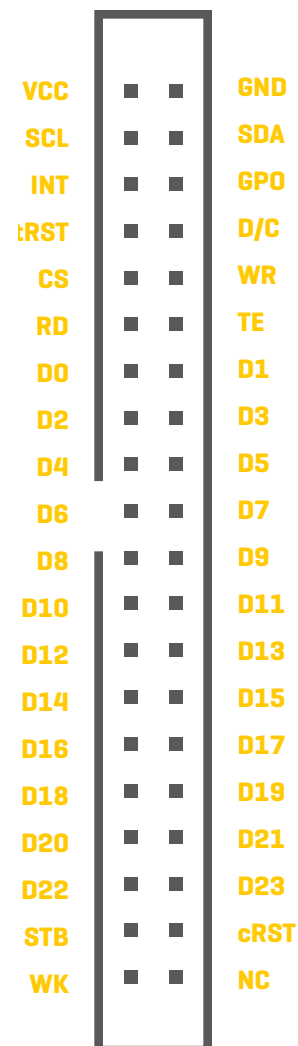 VCC GND
SCL SDA
INT GPO
tRST D/C
CS WR
RD TE
D0 D1
D2 D3
D4 D5
D6 D7
D8 D9
D10 D11
D12 D13
D14 D15
D16 D17
D18 D19
D20 D21
D22 D23
STB cRST
WK NC